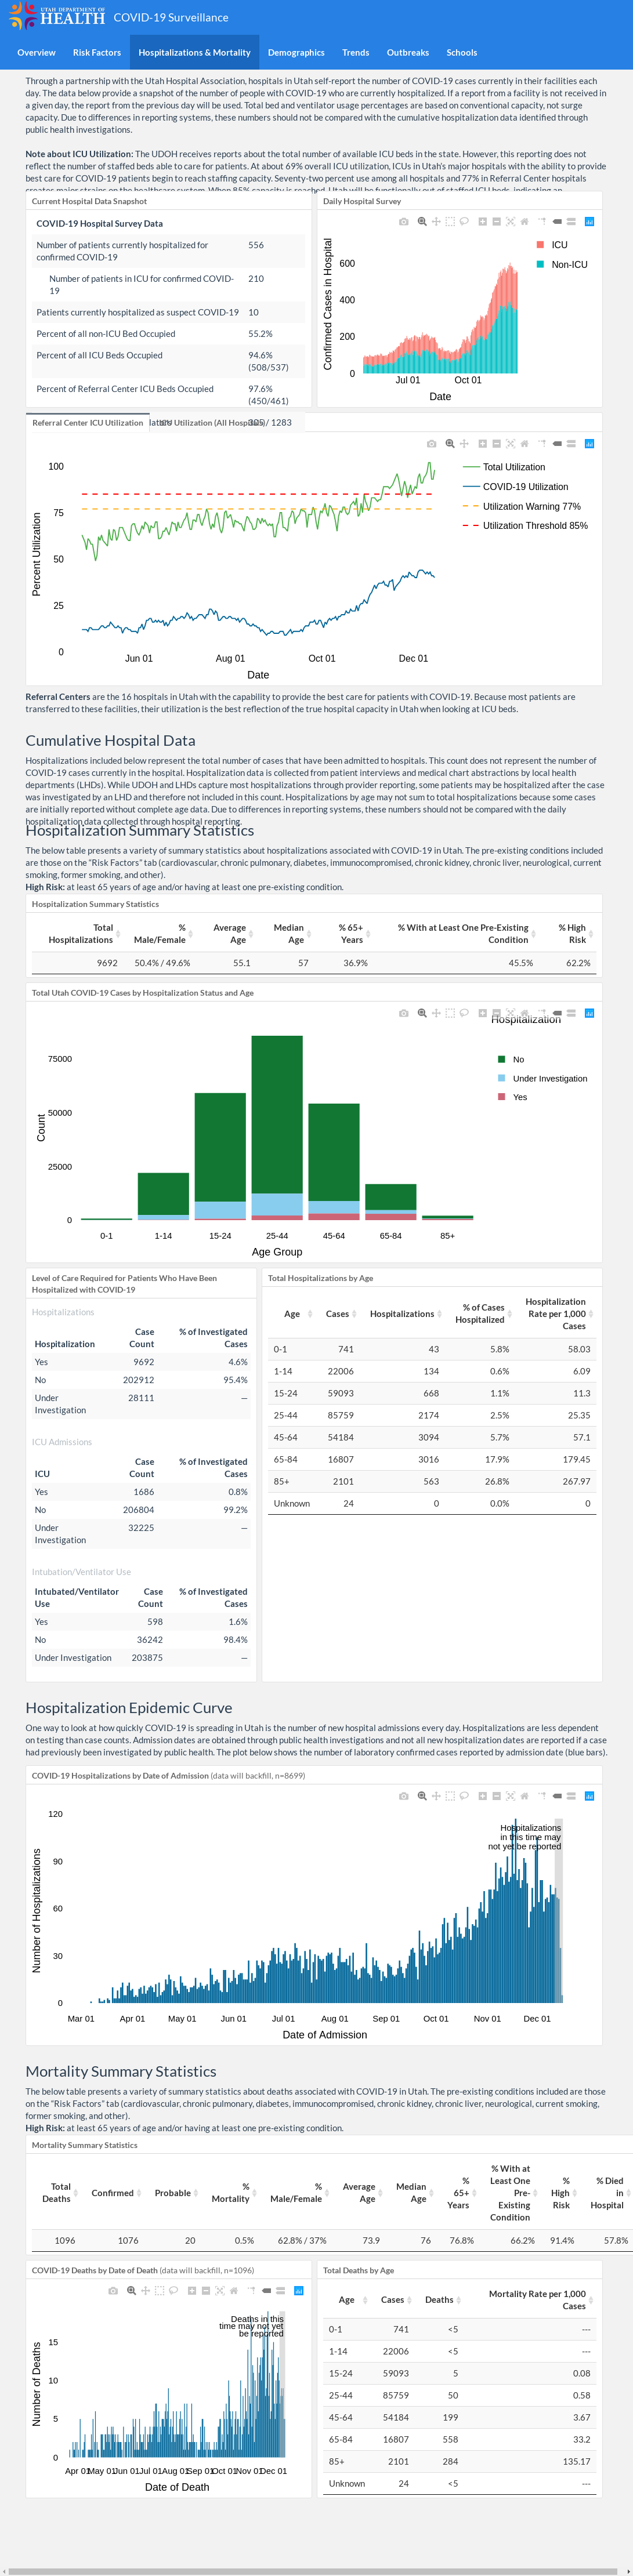 UTAH DEPARTMENT OF
HEALTH
COVID-19 Surveillance
Overview
Risk Factors
Hospitalizations & Mortality
Demographics
Trends
Outbreaks
Schools
Through a partnership with the Utah Hospital Association, hospitals in Utah self-report the number of COVID-19 cases currently in their facilities each
day. The data below provide a snapshot of the number of people with COVID-19 who are currently hospitalized. If a report from a facility is not received in
a given day, the report from the previous day will be used. Total bed and ventilator usage percentages are based on conventional capacity, not surge
capacity. Due to differences in reporting systems, these numbers should not be compared with the cumulative hospitalization data identified through
public health investigations.
Note about ICU Utilization: The UDOH receives reports about the total number of available ICU beds in the state. However, this reporting does not
reflect the number of staffed beds able to care for patients. At about 69% overall ICU utilization, ICUs in Utah's major hospitals with the ability to provide
best care for COVID-19 patients begin to reach staffing capacity. Seventy-two percent use among all hospitals and 77% in Referral Center hospitals
creates major strains on the healthcare system. When 85% capacity is reached, Utah will be functionally out of staffed ICU beds, indicating an
Current Hospital Data Snapshot
COVID-19 Hospital Survey Data
Number of patients currently hospitalized for confirmed COVID-19 556
Number of patients in ICU for confirmed COVID-19 210
Patients currently hospitalized as suspect COVID-19 10
Percent of all non-ICU Bed Occupied 55.2%
Percent of all ICU Beds Occupied 94.6% (508/537)
Percent of Referral Center ICU Beds Occupied 97.6% (450/461)
Daily Hospital Survey
Confirmed Cases in Hospital
600
400
200
0
Jul 01 Oct 01
Date
ICU
Non-ICU
Referral Center ICU Utilization
ICU Utilization (All Hospitals)
305 / 1283
Percent Utilization
100
75
50
25
0
Jun 01 Aug 01 Oct 01 Dec 01
Date
Total Utilization
COVID-19 Utilization
Utilization Warning 77%
Utilization Threshold 85%
Referral Centers are the 16 hospitals in Utah with the capability to provide the best care for patients with COVID-19. Because most patients are
transferred to these facilities, their utilization is the best reflection of the true hospital capacity in Utah when looking at ICU beds.
Cumulative Hospital Data
Hospitalizations included below represent the total number of cases that have been admitted to hospitals. This count does not represent the number of
COVID-19 cases currently in the hospital. Hospitalization data is collected from patient interviews and medical chart abstractions by local health
departments (LHDs). While UDOH and LHDs capture most hospitalizations through provider reporting, some patients may be hospitalized after the case
was investigated by an LHD and therefore not included in this count. Hospitalizations by age may not sum to total hospitalizations because some cases
are initially reported without complete age data. Due to differences in reporting systems, these numbers should not be compared with the daily
hospitalization data collected through hospital reporting.
Hospitalization Summary Statistics
The below table presents a variety of summary statistics about hospitalizations associated with COVID-19 in Utah. The pre-existing conditions included
are those on the "Risk Factors" tab (cardiovascular, chronic pulmonary, diabetes, immunocompromised, chronic kidney, chronic liver, neurological, current
smoking, former smoking, and other).
High Risk: at least 65 years of age and/or having at least one pre-existing condition.
Hospitalization Summary Statistics
Total Hospitalizations % Male/Female Average Age Median Age % 65+ Years % With at Least One Pre-Existing Condition % High Risk
9692 50.4% / 49.6% 55.1 57 36.9% 45.5% 62.2%
Total Utah COVID-19 Cases by Hospitalization Status and Age
Count
75000
50000
25000
0
0-1 1-14 15-24 25-44 45-64 65-84 85+
Age Group
Hospitalization
No
Under Investigation
Yes
Level of Care Required for Patients Who Have Been
Hospitalized with COVID-19
Hospitalizations
Hospitalization Case Count % of Investigated Cases
Yes 9692 4.6%
No 202912 95.4%
Under Investigation 28111 —
ICU Admissions
ICU Case Count % of Investigated Cases
Yes 1686 0.8%
No 206804 99.2%
Under Investigation 32225 —
Intubation/Ventilator Use
Intubated/Ventilator Use Case Count % of Investigated Cases
Yes 598 1.6%
No 36242 98.4%
Under Investigation 203875 —
Total Hospitalizations by Age
Age Cases Hospitalizations % of Cases Hospitalized Hospitalization Rate per 1,000 Cases
0-1 741 43 5.8% 58.03
1-14 22006 134 0.6% 6.09
15-24 59093 668 1.1% 11.3
25-44 85759 2174 2.5% 25.35
45-64 54184 3094 5.7% 57.1
65-84 16807 3016 17.9% 179.45
85+ 2101 563 26.8% 267.97
Unknown 24 0 0.0% 0
Hospitalization Epidemic Curve
One way to look at how quickly COVID-19 is spreading in Utah is the number of new hospital admissions every day. Hospitalizations are less dependent
on testing than case counts. Admission dates are obtained through public health investigations and not all new hospitalization dates are reported if a case
had previously been investigated by public health. The plot below shows the number of laboratory confirmed cases reported by admission date (blue bars).
COVID-19 Hospitalizations by Date of Admission (data will backfill, n=8699)
Number of Hospitalizations
120
90
60
30
0
Hospitalizations
in this time may
not yet be reported
Mar 01 Apr 01 May 01 Jun 01 Jul 01 Aug 01 Sep 01 Oct 01 Nov 01 Dec 01
Date of Admission
Mortality Summary Statistics
The below table presents a variety of summary statistics about deaths associated with COVID-19 in Utah. The pre-existing conditions included are those
on the "Risk Factors" tab (cardiovascular, chronic pulmonary, diabetes, immunocompromised, chronic kidney, chronic liver, neurological, current smoking,
former smoking, and other).
High Risk: at least 65 years of age and/or having at least one pre-existing condition.
Mortality Summary Statistics
Total Deaths Confirmed Probable % Mortality % Male/Female Average Age Median Age % 65+ Years % With at Least One Pre-Existing Condition % High Risk % Died in Hospital
1096 1076 20 0.5% 62.8% / 37% 73.9 76 76.8% 66.2% 91.4% 57.8%
COVID-19 Deaths by Date of Death (data will backfill, n=1096)
Number of Deaths
15
10
5
0
Deaths in this
time may not yet
be reported
Apr 01 May 01 Jun 01 Jul 01 Aug 01 Sep 01 Oct 01 Nov 01 Dec 01
Date of Death
Total Deaths by Age
Age Cases Deaths Mortality Rate per 1,000 Cases
0-1 741 <5 ---
1-14 22006 <5 ---
15-24 59093 5 0.08
25-44 85759 50 0.58
45-64 54184 199 3.67
65-84 16807 558 33.2
85+ 2101 284 135.17
Unknown 24 <5 ---